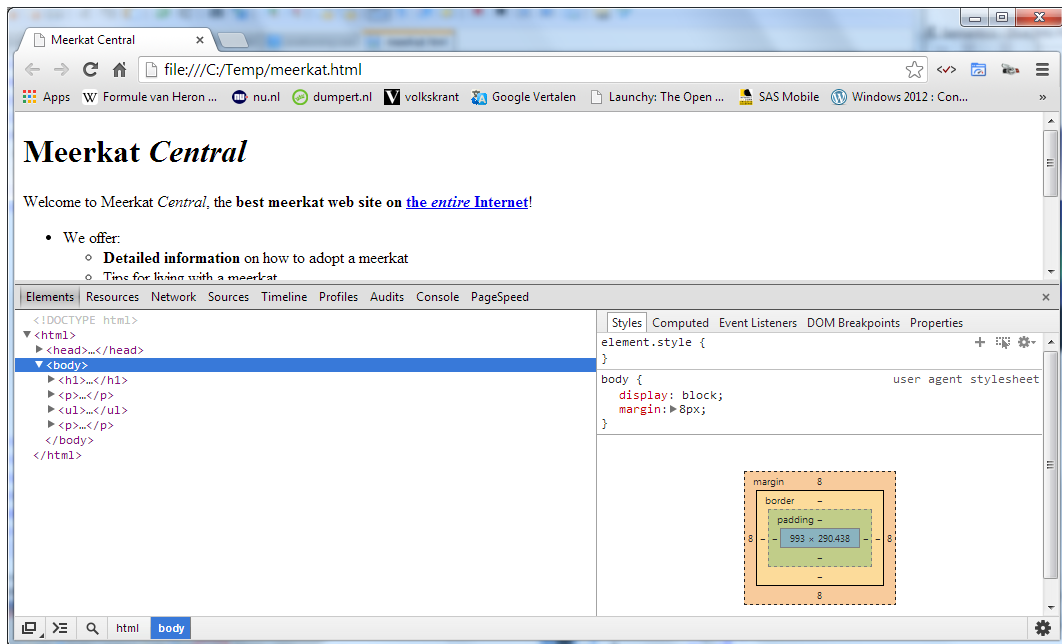 Meerkat Central
file:///C:/Temp/meerkat.html
Apps Formule van Heron ... nu.nl dumpert.nl volkskrant Google Vertalen Launchy: The Open ... SAS Mobile Windows 2012 : Con... »
Meerkat Central
Welcome to Meerkat Central, the best meerkat web site on the entire Internet!
We offer:
Detailed information on how to adopt a meerkat
Tips for living with a meerkat
Elements Resources Network Sources Timeline Profiles Audits Console PageSpeed
<!DOCTYPE html>
<html>
<head>…</head>
<body>
<h1>…</h1>
<p>…</p>
<ul>…</ul>
<p>…</p>
</body>
</html>
Styles Computed Event Listeners DOM Breakpoints Properties
element.style {
}
body { user agent stylesheet
display: block;
margin: 8px;
}
margin 8
border –
padding –
8 – – 993 × 290.438 – – 8
–
–
8
html body